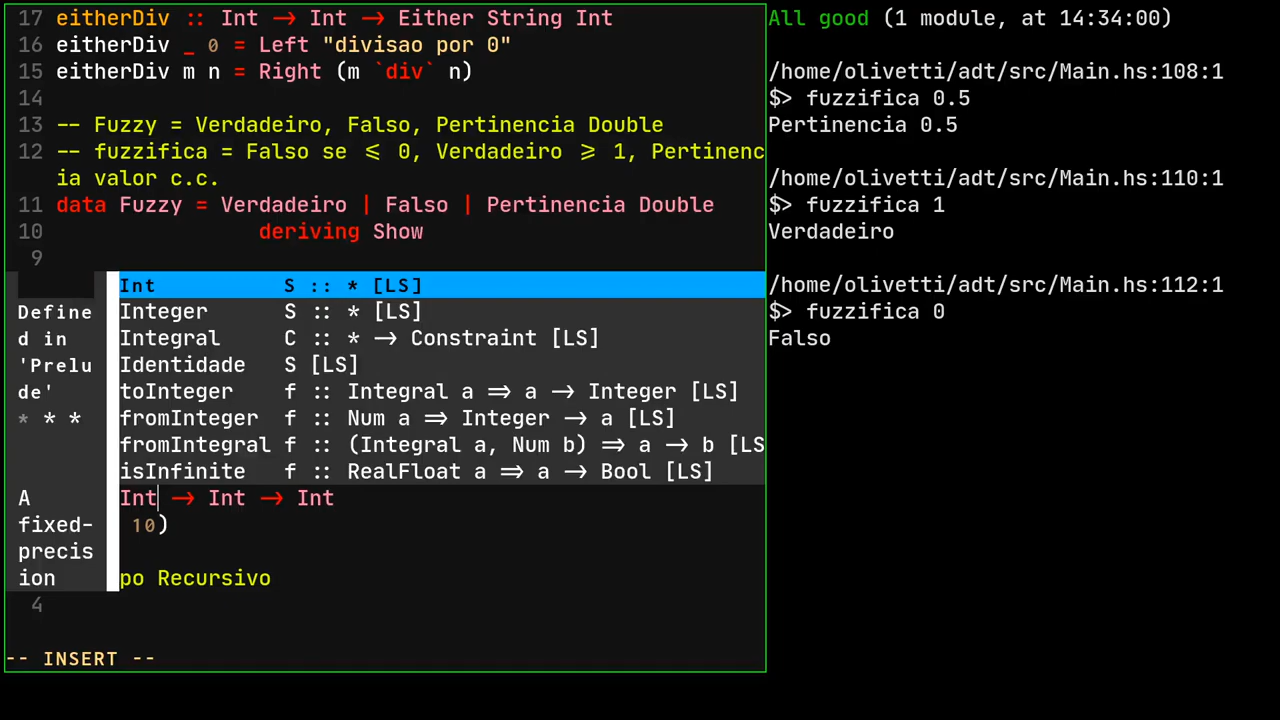 17 eitherDiv :: Int → Int → Either String Int
16 eitherDiv _ 0 = Left "divisao por 0"
15 eitherDiv m n = Right (m `div` n)
14
13 -- Fuzzy = Verdadeiro, Falso, Pertinencia Double
12 -- fuzzifica = Falso se ⩽ 0, Verdadeiro ⩾ 1, Pertinenc
ia valor c.c.
11 data Fuzzy = Verdadeiro | Falso | Pertinencia Double
10 deriving Show
9
Int S :: * [LS]
Integer S :: * [LS]
Integral C :: * → Constraint [LS]
Identidade S [LS]
toInteger f :: Integral a ⇒ a → Integer [LS]
fromInteger f :: Num a ⇒ Integer → a [LS]
fromIntegral f :: (Integral a, Num b) ⇒ a → b [LS
isInfinite f :: RealFloat a ⇒ a → Bool [LS]
Define
d in
'Prelu
de'
* * *
A
fixed-
precis
ion
Int → Int → Int
10)
po Recursivo
4
-- INSERT --
All good (1 module, at 14:34:00)
/home/olivetti/adt/src/Main.hs:108:1
$> fuzzifica 0.5
Pertinencia 0.5
/home/olivetti/adt/src/Main.hs:110:1
$> fuzzifica 1
Verdadeiro
/home/olivetti/adt/src/Main.hs:112:1
$> fuzzifica 0
Falso